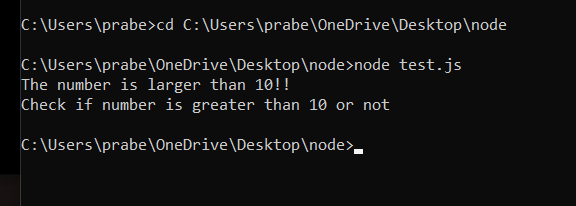 C:\Users\prabe>cd C:\Users\prabe\OneDrive\Desktop\node
C:\Users\prabe\OneDrive\Desktop\node>node test.js
The number is larger than 10!!
Check if number is greater than 10 or not
C:\Users\prabe\OneDrive\Desktop\node>